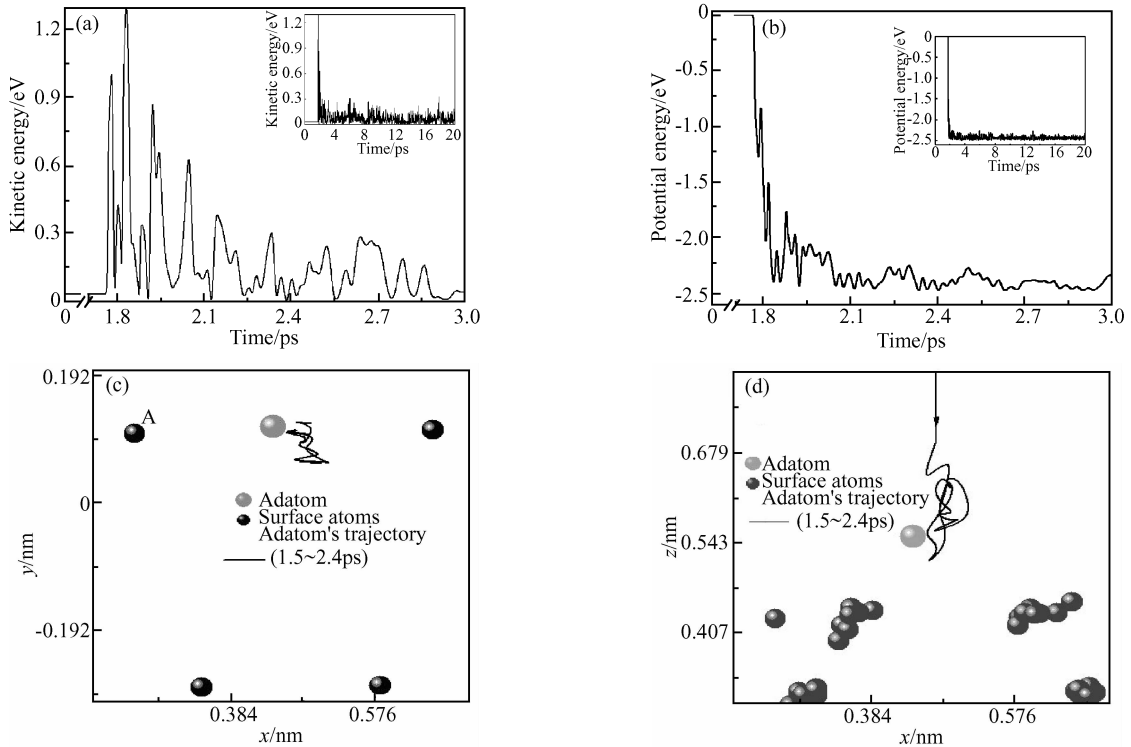 (a)
Kinetic energy/eV
1.2
0.9
0.6
0.3
0
0
1.8
2.1
2.4
2.7
3.0
Time/ps
Kinetic energy/eV
1.2
0.9
0.6
0.3
0
0
4
8
12
16
20
Time/ps
(b)
Potential energy/eV
0
-0.5
-1.0
-1.5
-2.0
-2.5
0
1.8
2.1
2.4
2.7
3.0
Time/ps
Potential energy/eV
0
-0.5
-1.0
-1.5
-2.0
-2.5
0
4
8
12
16
20
Time/ps
(c)
y/nm
0.192
0
-0.192
A
Adatom
Surface atoms
Adatom's trajectory
(1.5~2.4ps)
0.384
0.576
x/nm
(d)
z/nm
0.679
0.543
0.407
Adatom
Surface atoms
Adatom's trajectory
(1.5~2.4ps)
0.384
0.576
x/nm